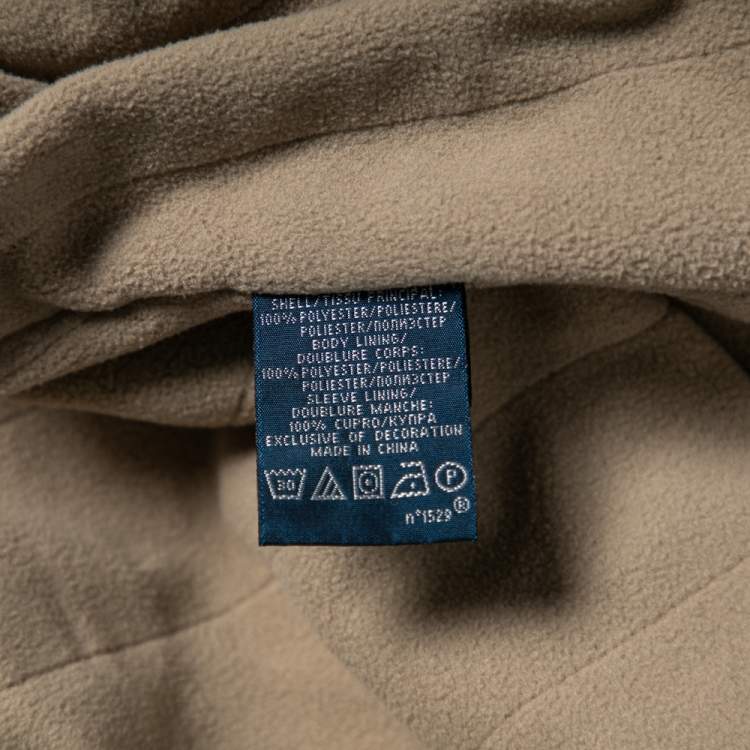 SHELL/TISSU PRINCIPAL:
100% POLYESTER/POLIESTERE/
POLIESTER/ПОЛИЭСТЕР
BODY LINING/
DOUBLURE CORPS:
100% POLYESTER/POLIESTERE/
POLIESTER/ПОЛИЭСТЕР
SLEEVE LINING/
DOUBLURE MANCHE:
100% CUPRO/КУПРА
EXCLUSIVE OF DECORATION
MADE IN CHINA
30 P
n°1529 ®